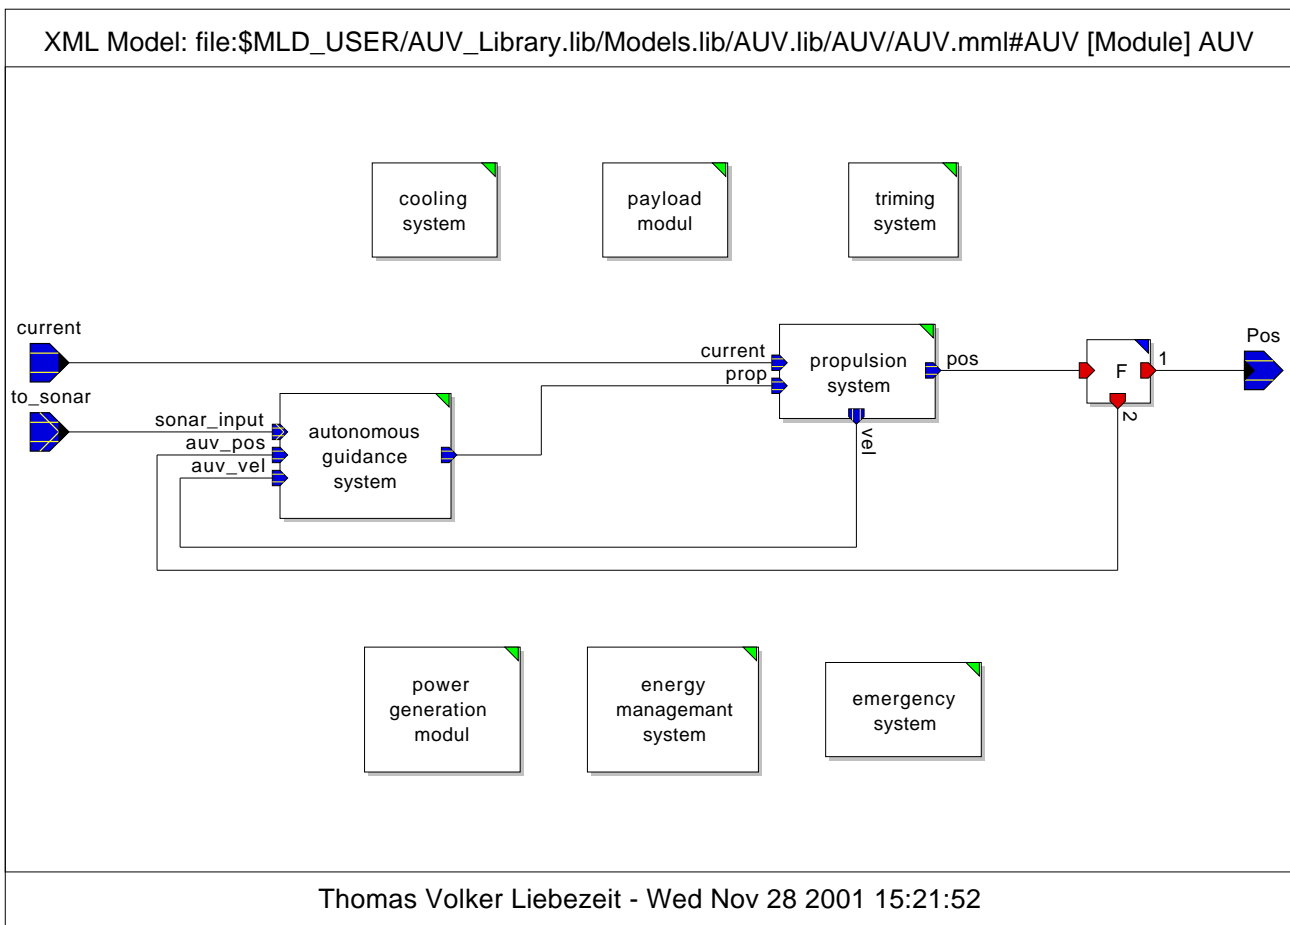 XML Model: file:$MLD_USER/AUV_Library.lib/Models.lib/AUV.lib/AUV/AUV.mml#AUV [Module] AUV
cooling
system
payload
modul
triming
system
current
to_sonar
sonar_input
auv_pos
auv_vel
autonomous
guidance
system
current
prop
propulsion
system
pos
vel
F
1
2
Pos
power
generation
modul
energy
managemant
system
emergency
system
Thomas Volker Liebezeit - Wed Nov 28 2001 15:21:52